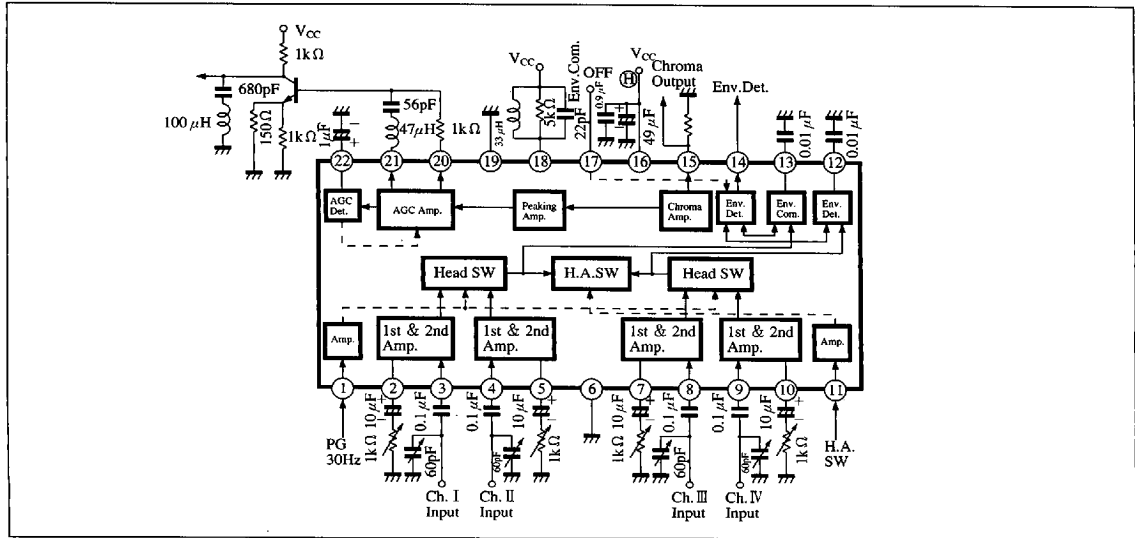 VCC
1kΩ
680pF
100μH
150Ω
1kΩ
1μF
56pF
47μH
1kΩ
33μH
VCC
5kΩ
Env.Com.
22pF
OFF
0.9μF
H
VCC
49μF
Chroma
Output
Env.Det.
0.01μF
0.01μF
22
21
20
19
18
17
16
15
14
13
12
AGC
Det.
AGC Amp.
Peaking
Amp.
Chroma
Amp.
Env.
Det.
Env.
Com.
Env.
Det.
Head SW
H.A.SW
Head SW
Amp.
1st & 2nd
Amp.
1st & 2nd
Amp.
1st & 2nd
Amp.
1st & 2nd
Amp.
Amp.
1
2
3
4
5
6
7
8
9
10
11
PG
30Hz
10μF
1kΩ
0.1μF
60pF
0.1μF
60pF
10μF
1kΩ
10μF
1kΩ
0.1μF
60pF
0.1μF
60pF
10μF
1kΩ
H.A.
SW
Ch. Ⅰ
Input
Ch. Ⅱ
Input
Ch. Ⅲ
Input
Ch. Ⅳ
Input